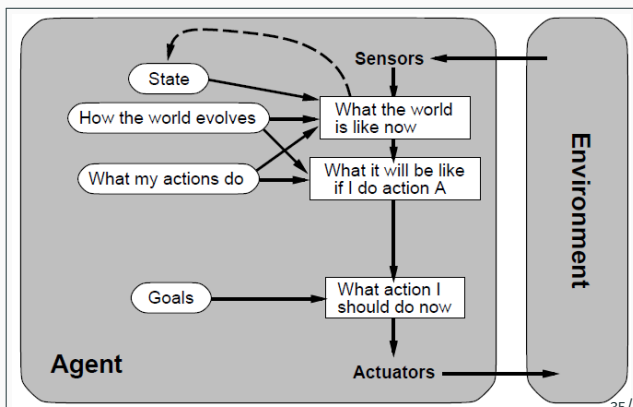 Sensors
State
What the world
is like now
How the world evolves
What it will be like
if I do action A
What my actions do
Environment
Goals
What action I
should do now
Agent
Actuators
35/